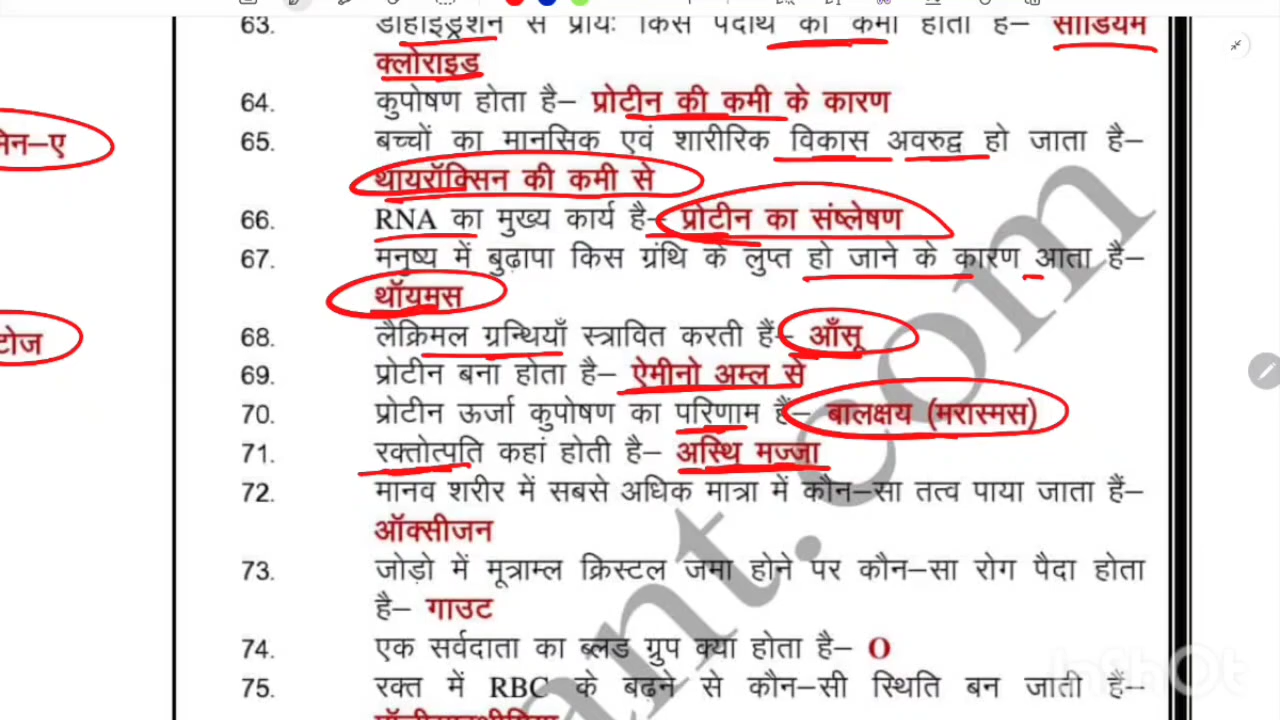 63. डीहाइड्रेशन से प्रायः किस पदार्थ की कमी होती है– सोडियम
क्लोराइड
64. कुपोषण होता है– प्रोटीन की कमी के कारण
65. बच्चों का मानसिक एवं शारीरिक विकास अवरुद्व हो जाता है–
मिन–ए
थायरॉक्सिन की कमी से
66. RNA का मुख्य कार्य है– प्रोटीन का संष्लेषण
67. मनुष्य में बुढ़ापा किस ग्रंथि के लुप्त हो जाने के कारण आता है–
थॉयमस
68. लैक्रिमल ग्रन्थियाँ स्त्रावित करती हैं– आँसू
टोज
69. प्रोटीन बना होता है– ऐमीनो अम्ल से
70. प्रोटीन ऊर्जा कुपोषण का परिणाम हैं– बालक्षय (मरास्मस)
71. रक्तोत्पति कहां होती है– अस्थि मज्जा
72. मानव शरीर में सबसे अधिक मात्रा में कौन–सा तत्व पाया जाता हैं–
ऑक्सीजन
73. जोड़ो में मूत्राम्ल क्रिस्टल जमा होने पर कौन–सा रोग पैदा होता
है– गाउट
74. एक सर्वदाता का ब्लड ग्रुप क्या होता है– O
75. रक्त में RBC के बढ़ने से कौन–सी स्थिति बन जाती हैं–
ant.com
InShOt